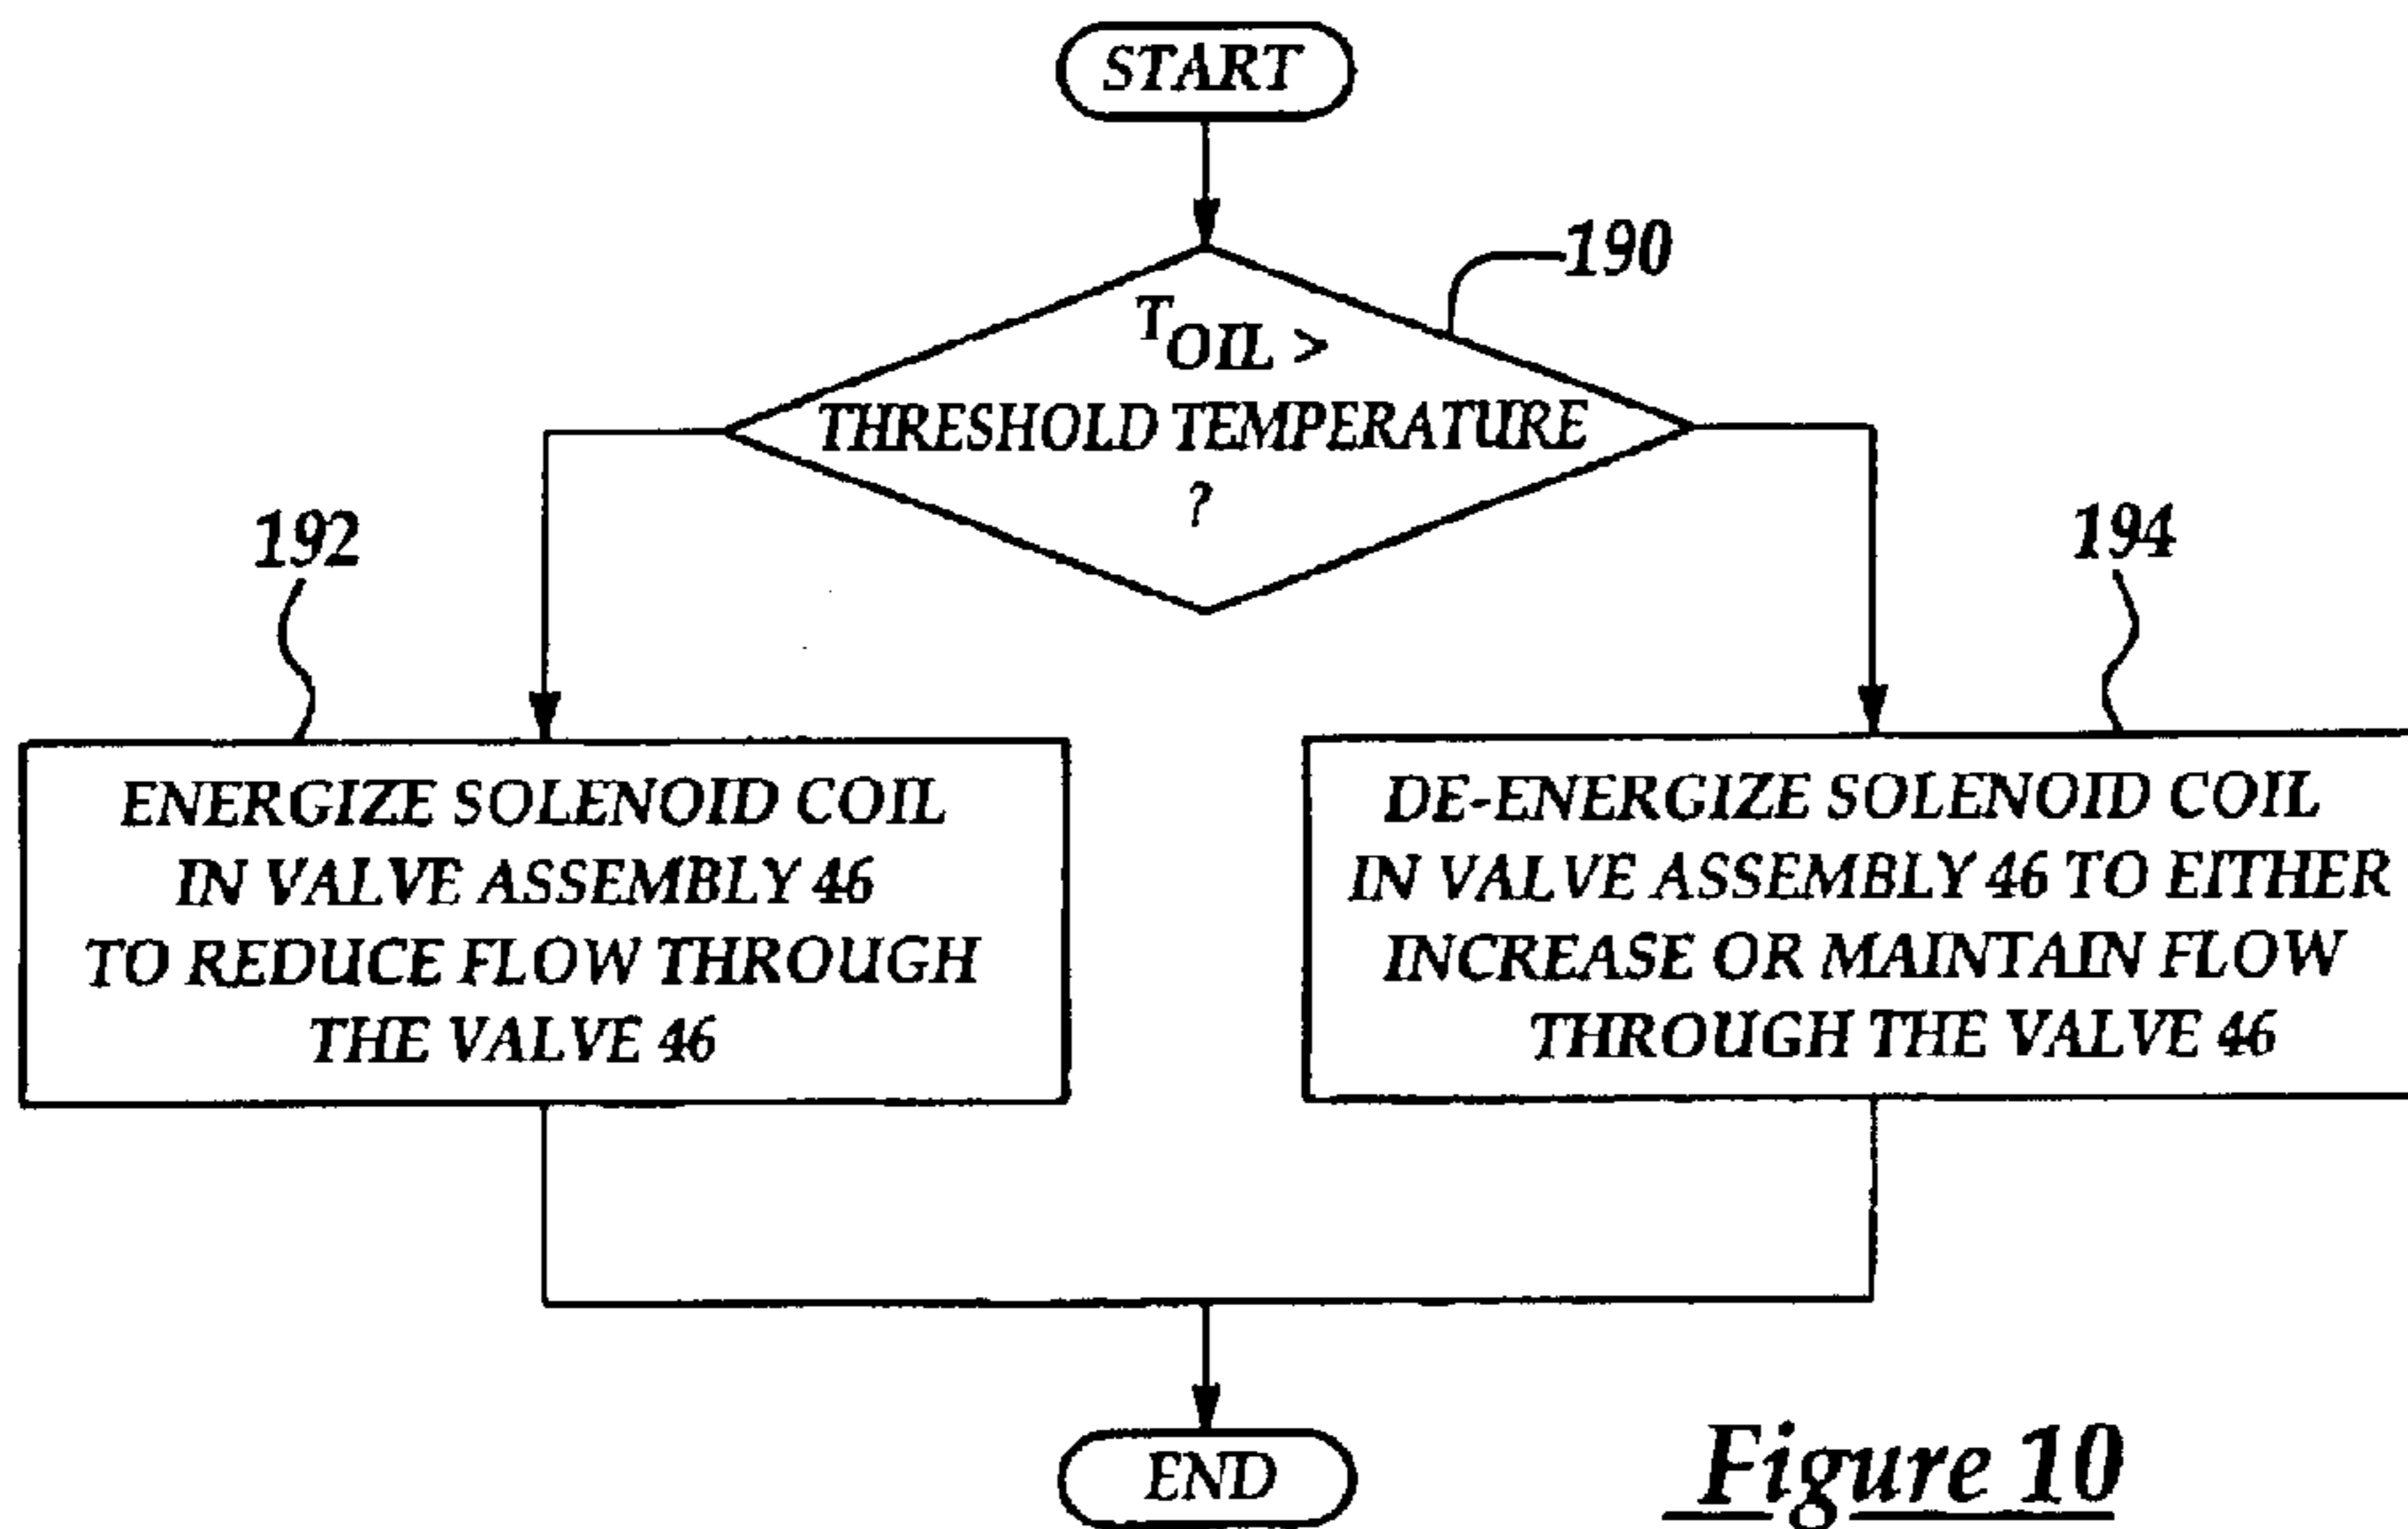 START
190
TOIL >
THRESHOLD TEMPERATURE
?
192
194
ENERGIZE SOLENOID COIL
IN VALVE ASSEMBLY 46
TO REDUCE FLOW THROUGH
THE VALVE 46
DE-ENERGIZE SOLENOID COIL
IN VALVE ASSEMBLY 46 TO EITHER
INCREASE OR MAINTAIN FLOW
THROUGH THE VALVE 46
END
Figure 10